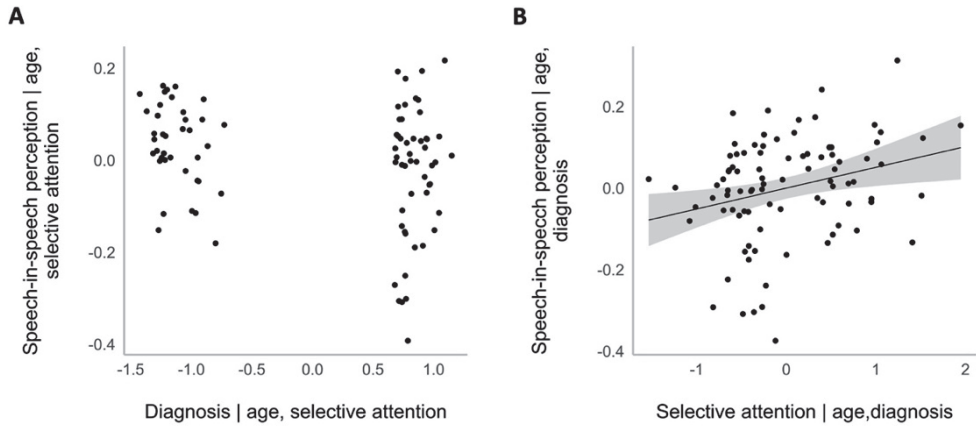 A
Speech-in-speech perception | age,
selective attention
0.2
0.0
-0.2
-0.4
-1.5
-1.0
0.0
0.0
0.5
1.0
Diagnosis | age, selective attention
B
Speech-in-specch perception | age,
diagnosis
0.2
0.0
-0.2
-0.4
-1
0
1
2
Selective attention | age,diagnosis